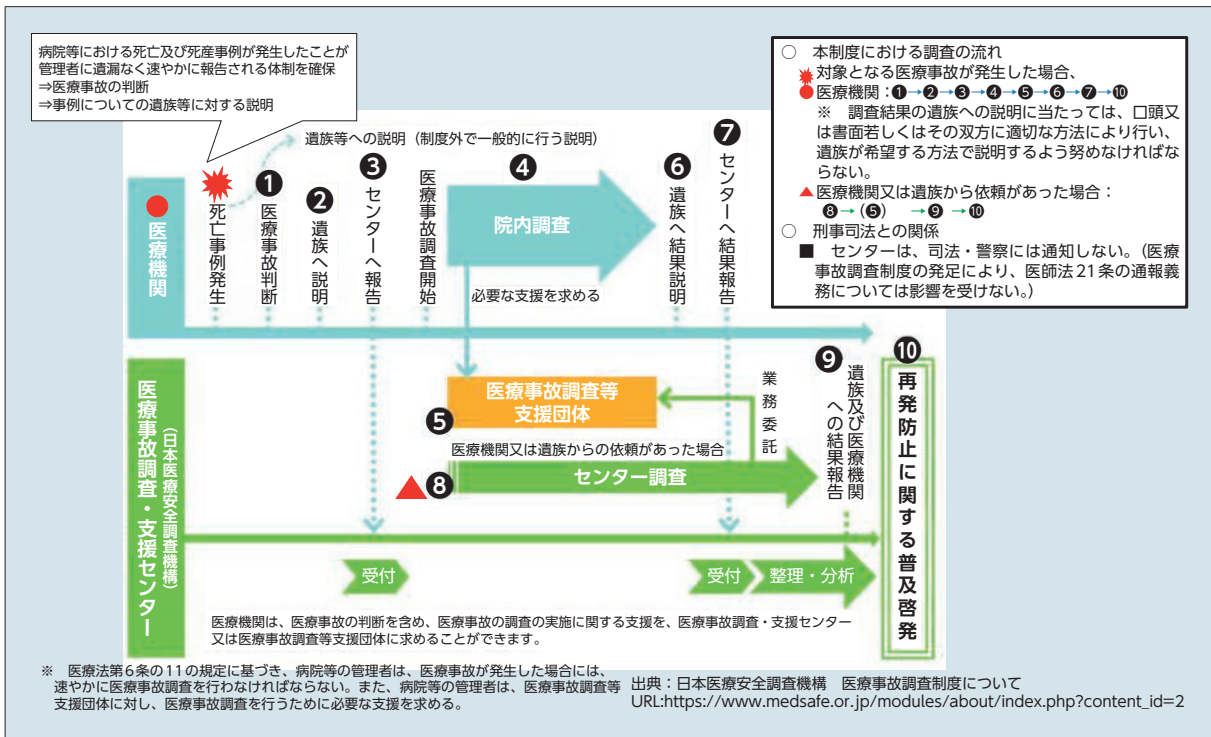 病院等における死亡及び死産事例が発生したことが
管理者に遺漏なく速やかに報告される体制を確保
⇒医療事故の判断
⇒事例についての遺族等に対する説明
○ 本制度における調査の流れ
対象となる医療事故が発生した場合、
医療機関：❶→❷→❸→❹→❺→❻→❼→❿
※ 調査結果の遺族への説明に当たっては、口頭又
は書面若しくはその双方に適切な方法により行い、
遺族が希望する方法で説明するよう努めなければな
らない。
▲医療機関又は遺族から依頼があった場合：
❽→（❺） →❾→❿
○ 刑事司法との関係
■ センターは、司法・警察には通知しない。（医療
事故調査制度の発足により、医師法21条の通報義
務については影響を受けない。）
遺族等への説明（制度外で一般的に行う説明）
医療機関
死亡事例発生
❶
医療事故判断
❷
遺族へ説明
❸
センターへ報告
医療事故調査開始
❹
院内調査
必要な支援を求める
❻
遺族へ結果説明
❼
センターへ結果報告
医療事故調査・支援センター
（日本医療安全調査機構）
医療事故調査等
支援団体
❺
業務委託
医療機関又は遺族からの依頼があった場合
▲❽
センター調査
❾
遺族及び医療機関
への結果報告
❿
再発防止に関する普及啓発
受付
受付
整理・分析
医療機関は、医療事故の判断を含め、医療事故の調査の実施に関する支援を、医療事故調査・支援センター
又は医療事故調査等支援団体に求めることができます。
※ 医療法第6条の11の規定に基づき、病院等の管理者は、医療事故が発生した場合には、
速やかに医療事故調査を行わなければならない。また、病院等の管理者は、医療事故調査等
支援団体に対し、医療事故調査を行うために必要な支援を求める。
出典：日本医療安全調査機構 医療事故調査制度について
URL:https://www.medsafe.or.jp/modules/about/index.php?content_id=2